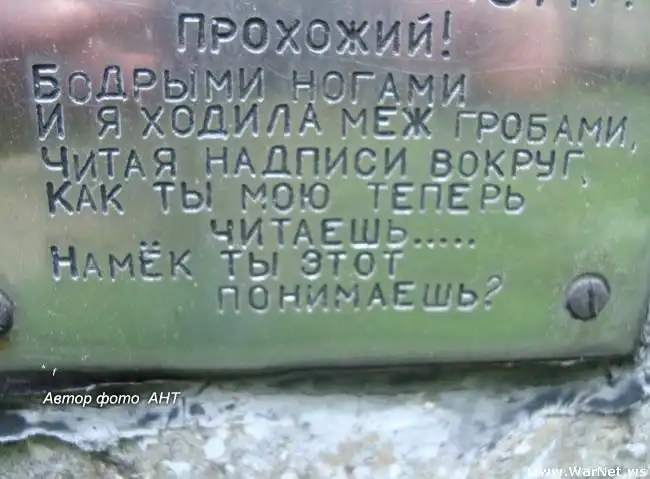 Прохожий!
Бодрыми ногами
И я ходила меж гробами,
Читая надписи вокруг,
Как ты мою теперь
читаешь.....
Намёк ты этот
понимаешь?
Автор фото АНТ
www.WarNet.ws